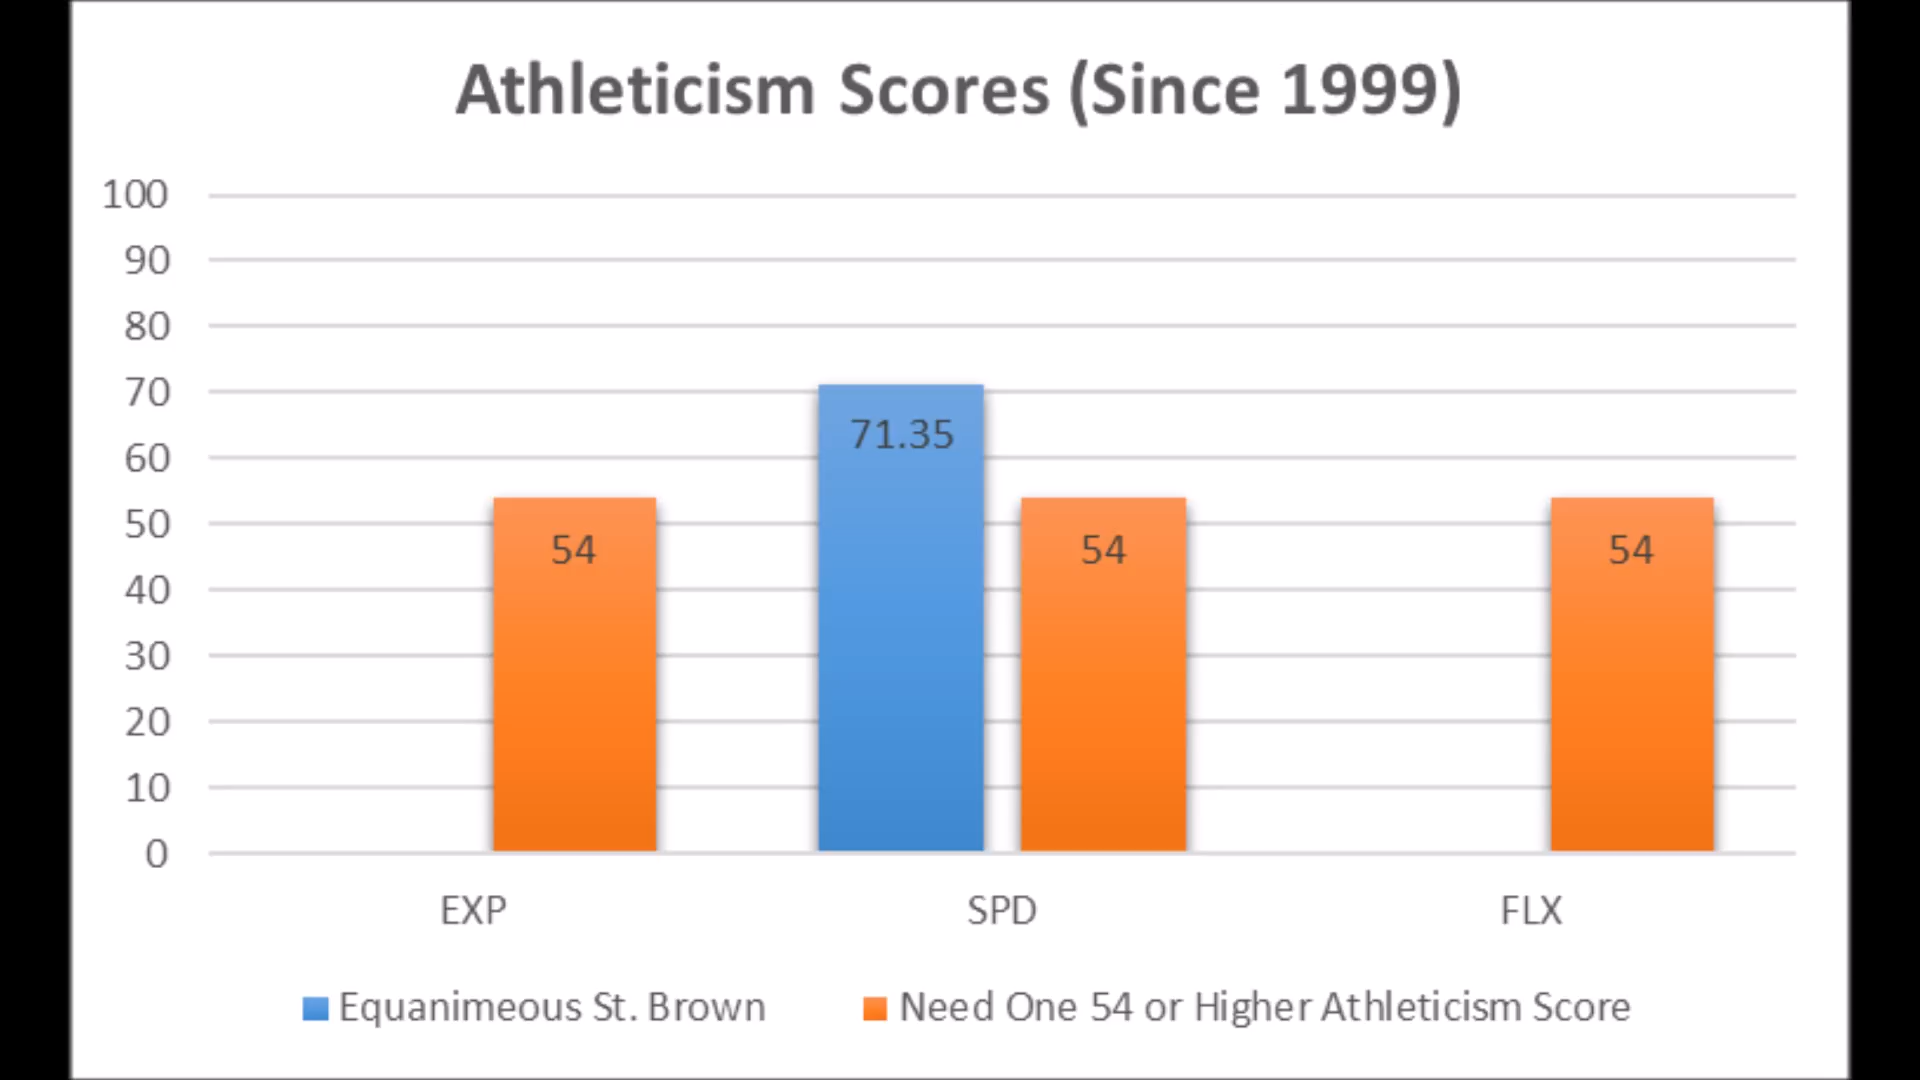 Athleticism Scores (Since 1999)
100
90
80
70
60
50
40
30
20
10
0
54
71.35
54
54
EXP
SPD
FLX
Equanimeous St. Brown
Need One 54 or Higher Athleticism Score